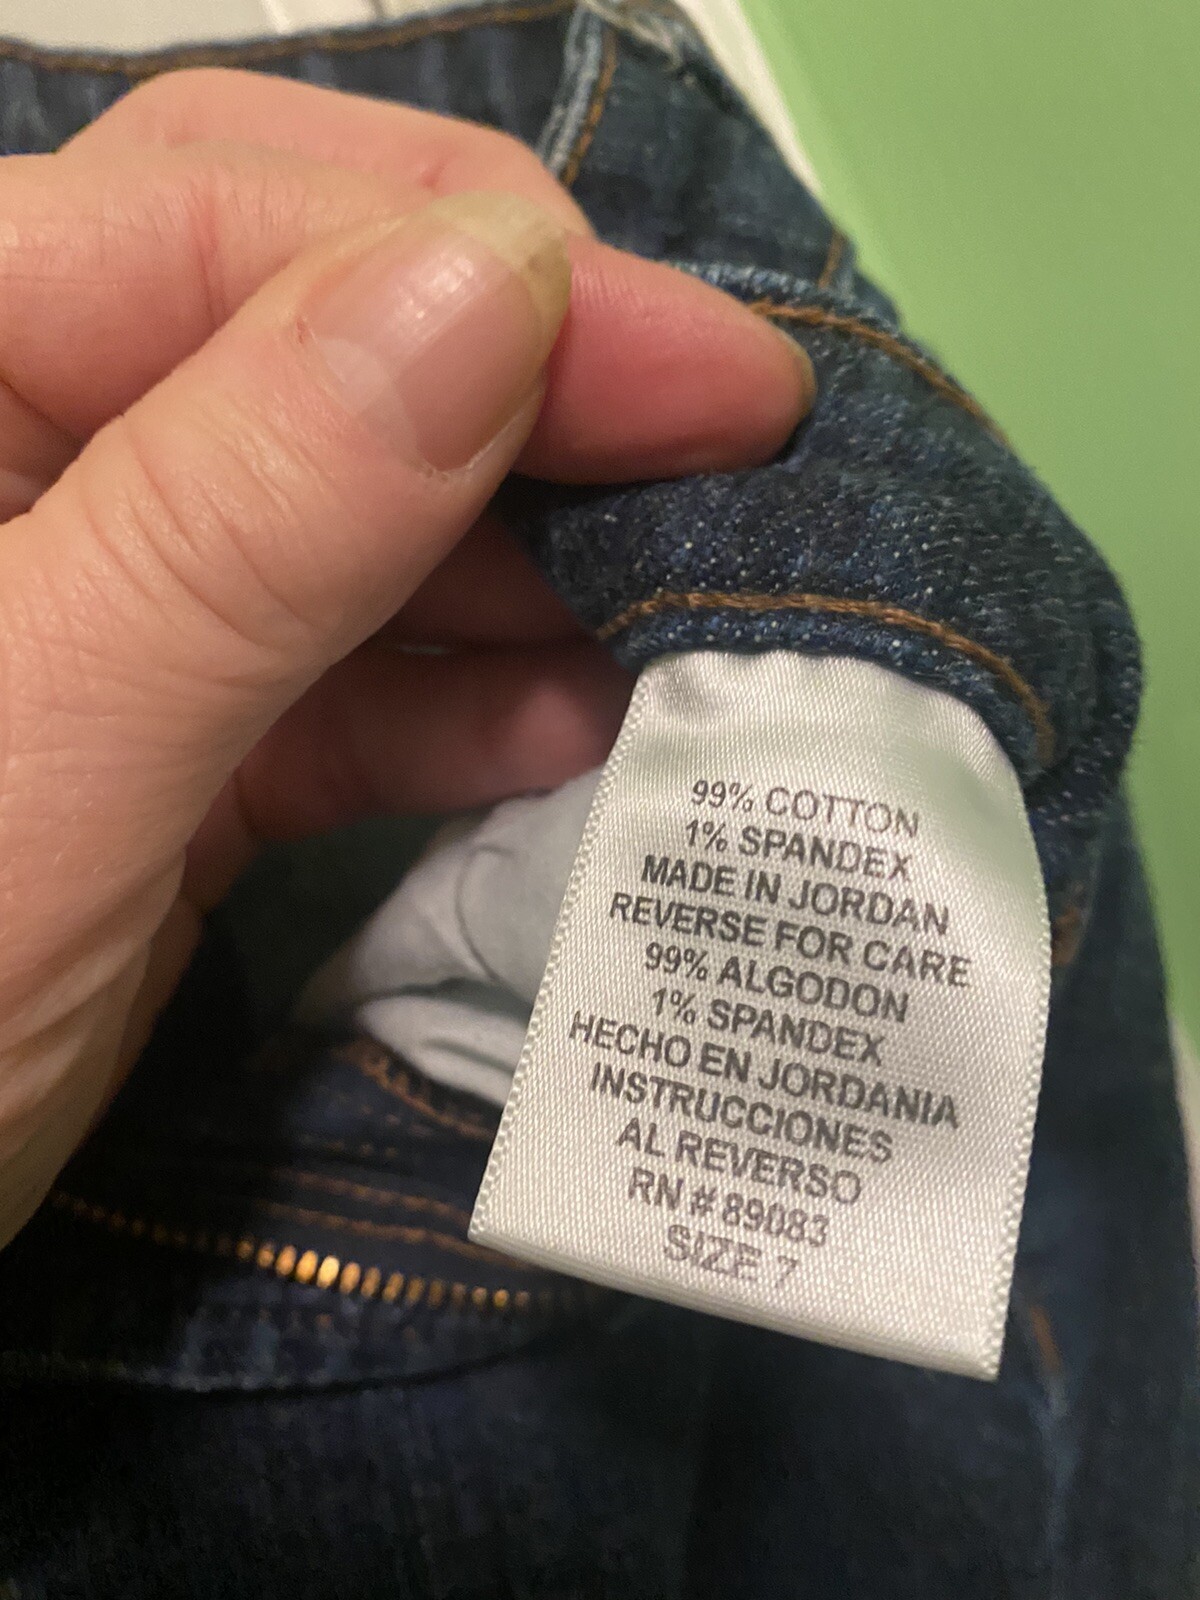 99% COTTON
1% SPANDEX
MADE IN JORDAN
REVERSE FOR CARE
99% ALGODON
1% SPANDEX
HECHO EN JORDANIA
INSTRUCCIONES
AL REVERSO
RN # 89083
SIZE 7